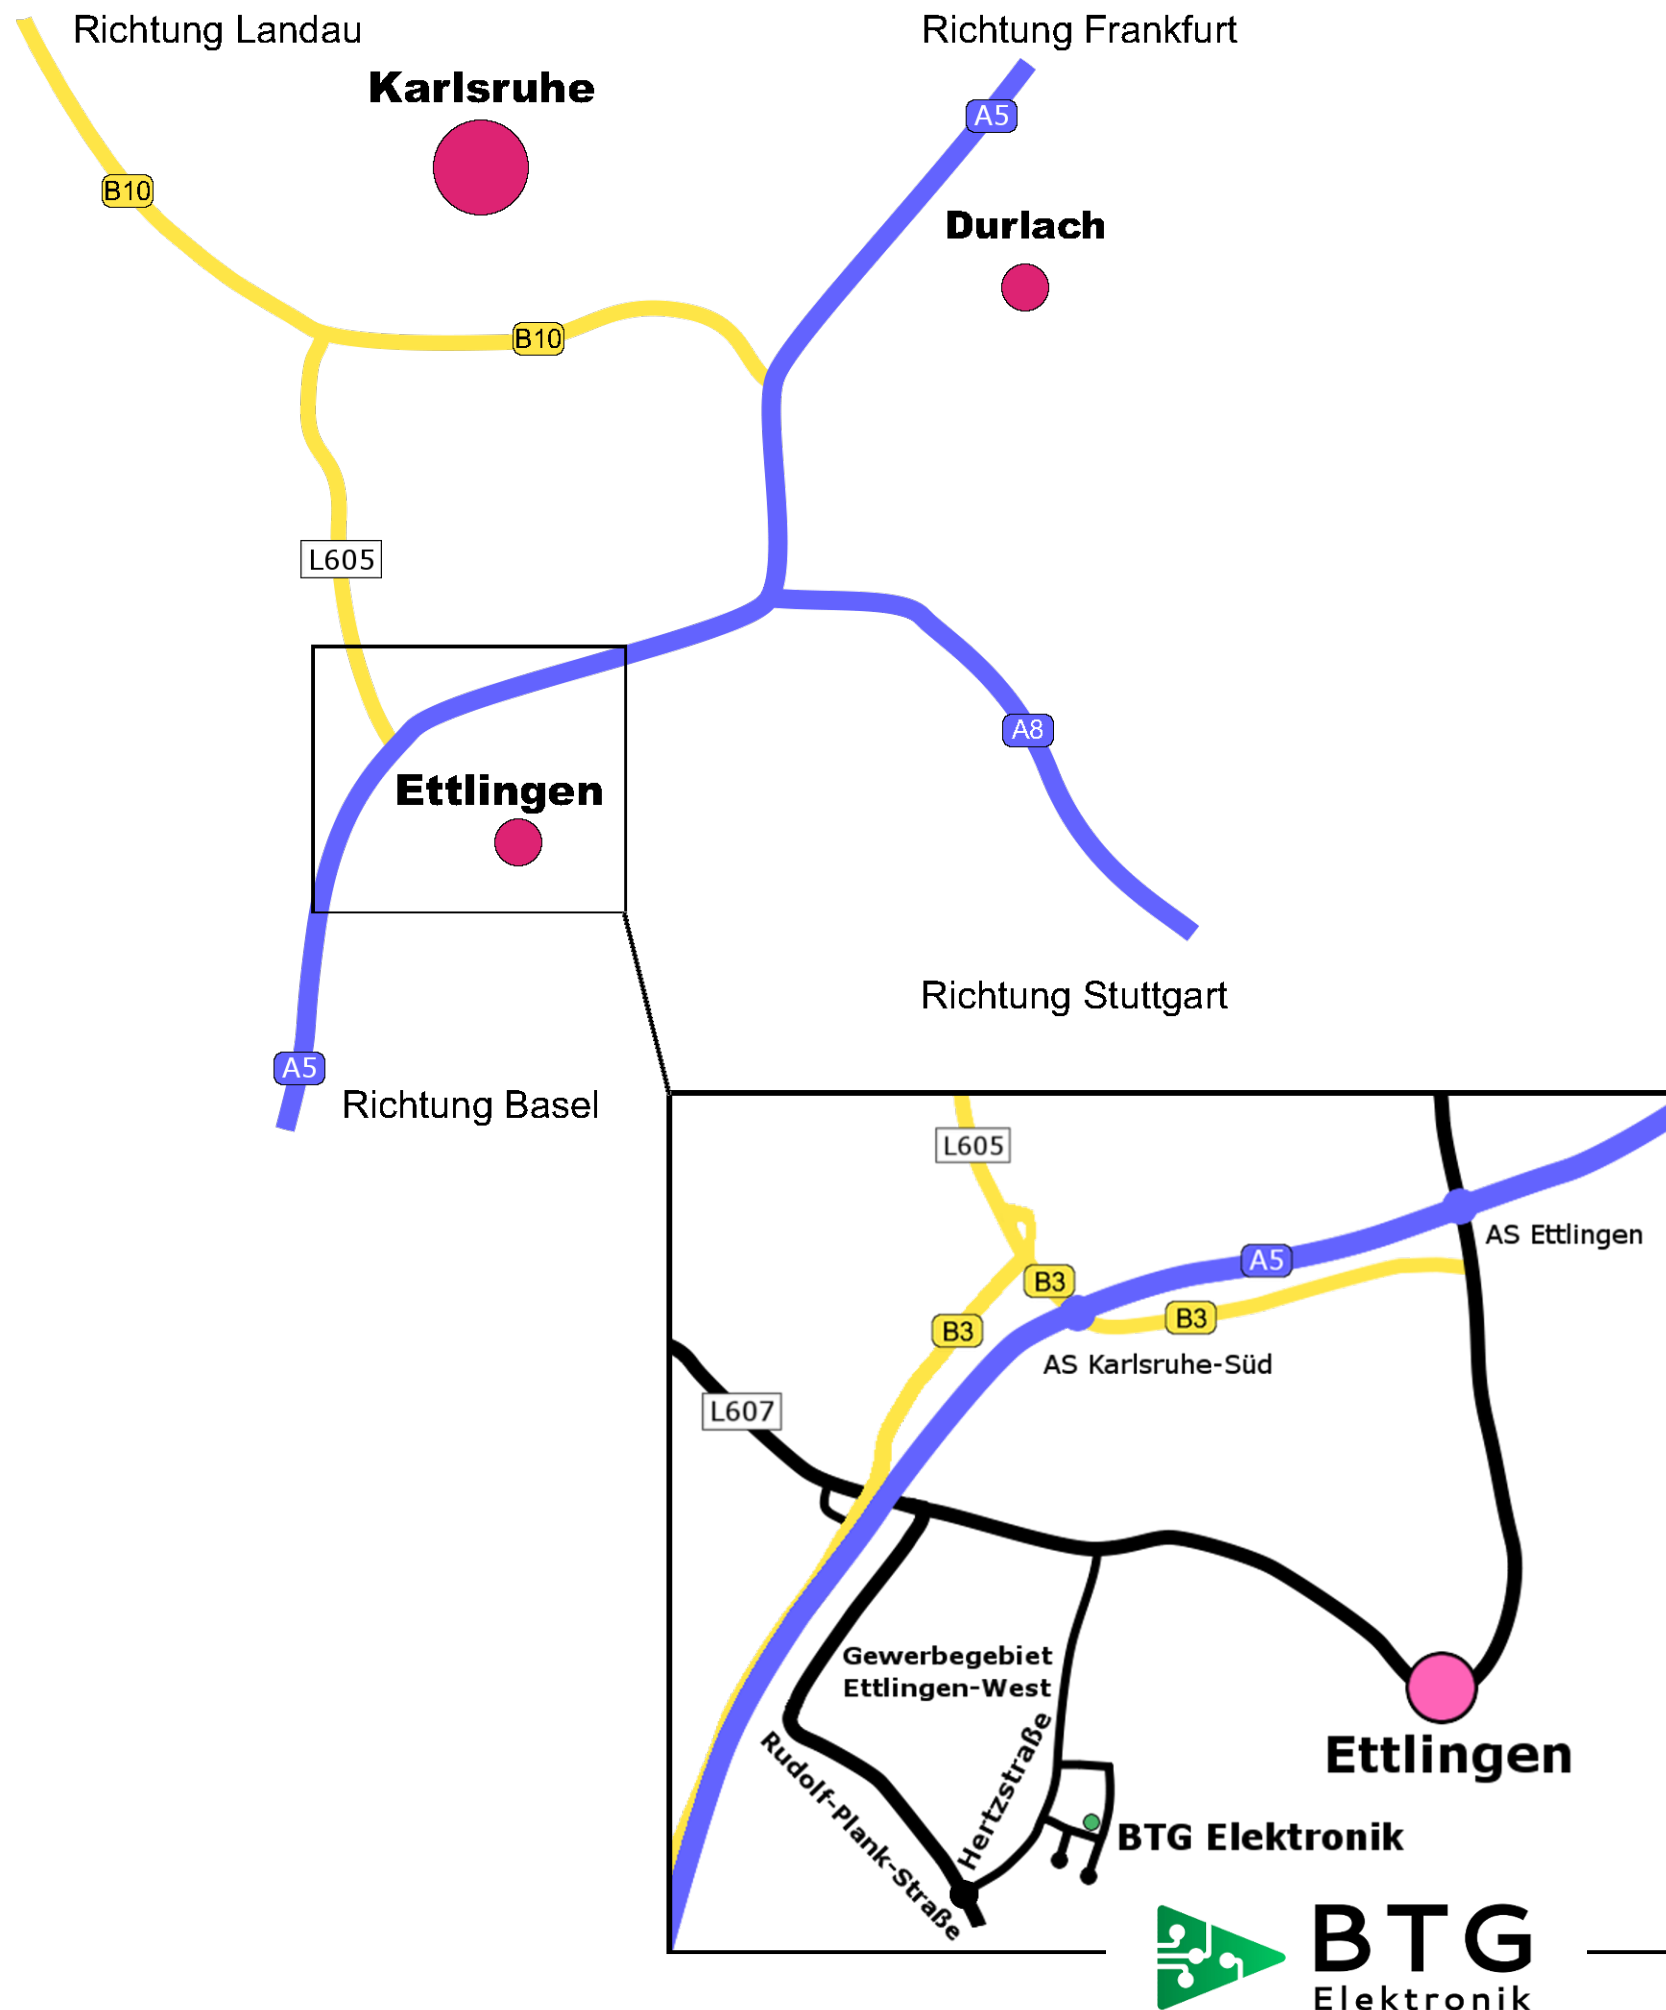 Richtung Landau
Richtung Frankfurt
Karlsruhe
A5
B10
Durlach
B10
L605
A8
Ettlingen
Richtung Stuttgart
A5
Richtung Basel
L605
AS Ettlingen
A5
B3
B3
B3
AS Karlsruhe-Süd
L607
Gewerbegebiet
Ettlingen-West
Hertzstraße
Rudolf-Plank-Straße
Ettlingen
BTG Elektronik
BTG
Elektronik